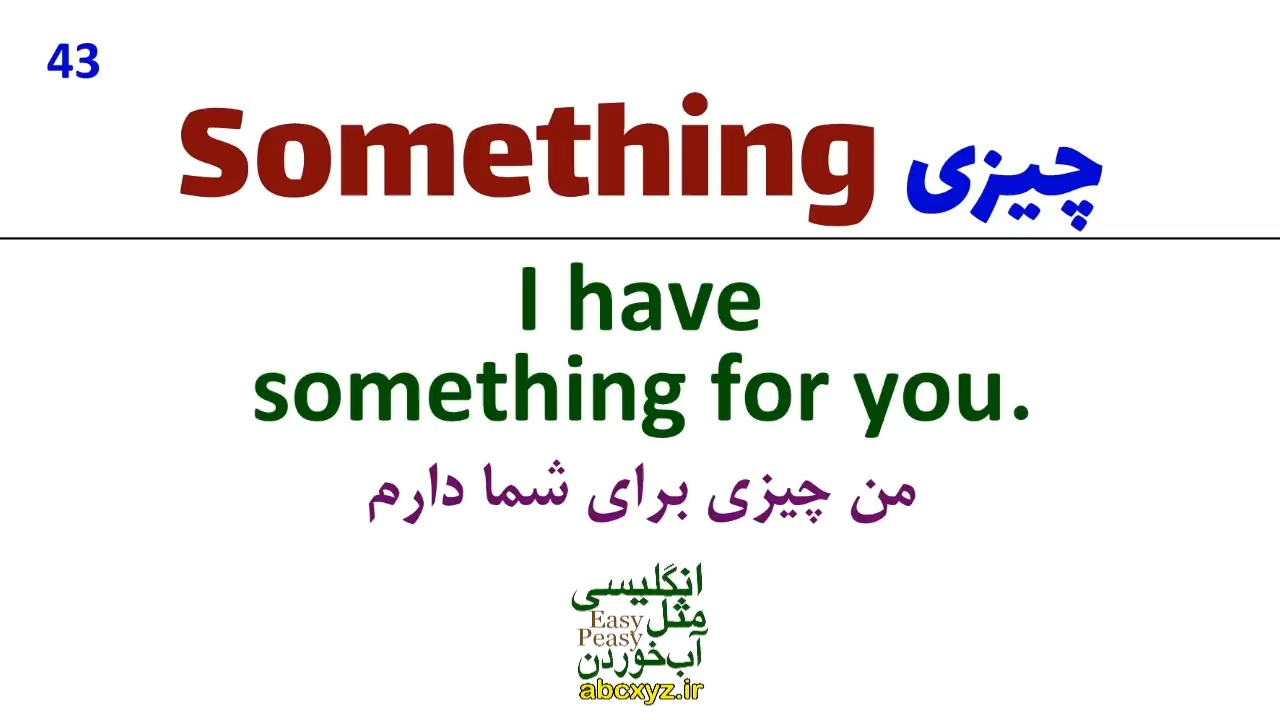 43
Something چیزی
I have
something for you.
من چیزی برای شما دارم
انگلیسی
مثل Easy
Peasy
آب‌خوردن
abcxyz.ir